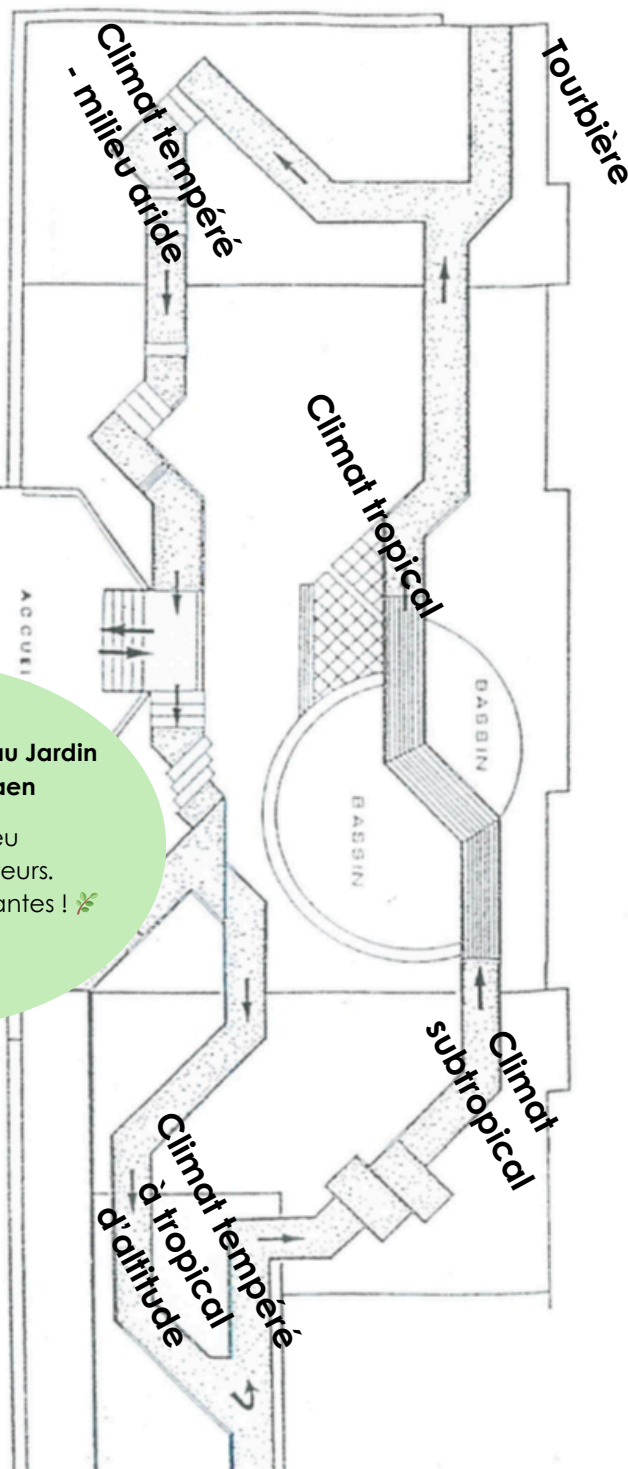 Tourbière
Climat tempéré
- milieu aride
Climat tropical
ACCUEI
BASSIN
BASSIN
au Jardin
aen
eu
eurs.
antes ! 🌿
Climat
subtropical
Climat tempéré
à tropical
d'altitude